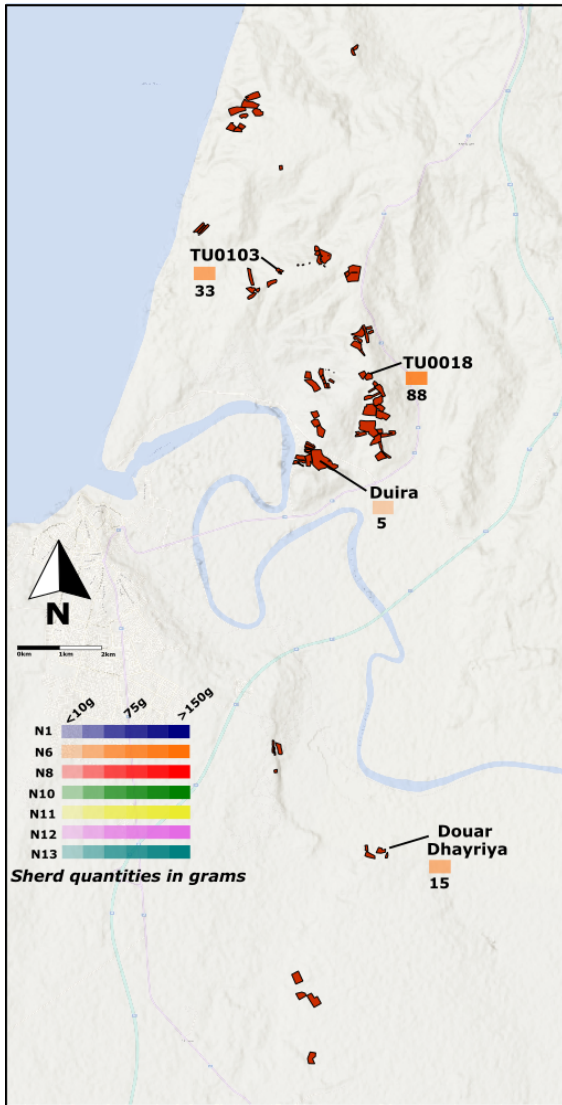 TU0103
33
TU0018
88
Duira
5
N
0km 1km 2km
<10g 75g >150g
N1
N6
N8
N10
N11
N12
N13
Sherd quantities in grams
Douar
Dhayriya
15